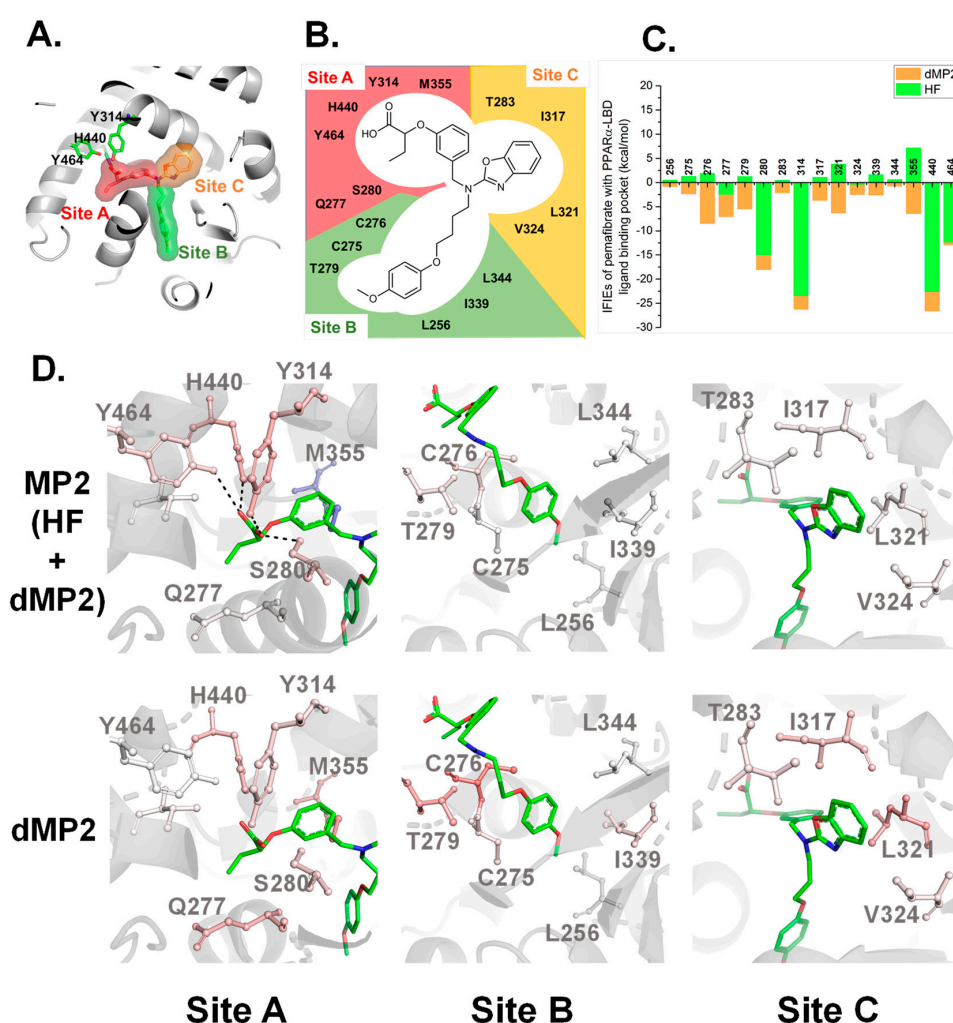 A.
Y314
H440
Y464
Site C
Site A
Site B
B.
Site A
Y314
M355
Site C
H440
T283
I317
Y464
HO
O
O
N
O
N
S280
Q277
C276
L321
C275
V324
T279
O
L344
I339
O
Site B
L256
C.
dMP2
HF
IFIEs of pemafibrate with PPARα-LBD
ligand binding pocket (kcal/mol)
20
15
10
5
0
-5
-10
-15
-20
-25
-30
256
275
276
277
279
280
283
314
317
321
324
339
344
355
440
464
D.
MP2
(HF
+
dMP2)
H440
Y314
Y464
M355
S280
Q277
L344
C276
T279
C275
I339
L256
T283
I317
L321
V324
dMP2
H440
Y314
Y464
M355
S280
Q277
L344
C276
T279
C275
I339
L256
T283
I317
L321
V324
Site A
Site B
Site C